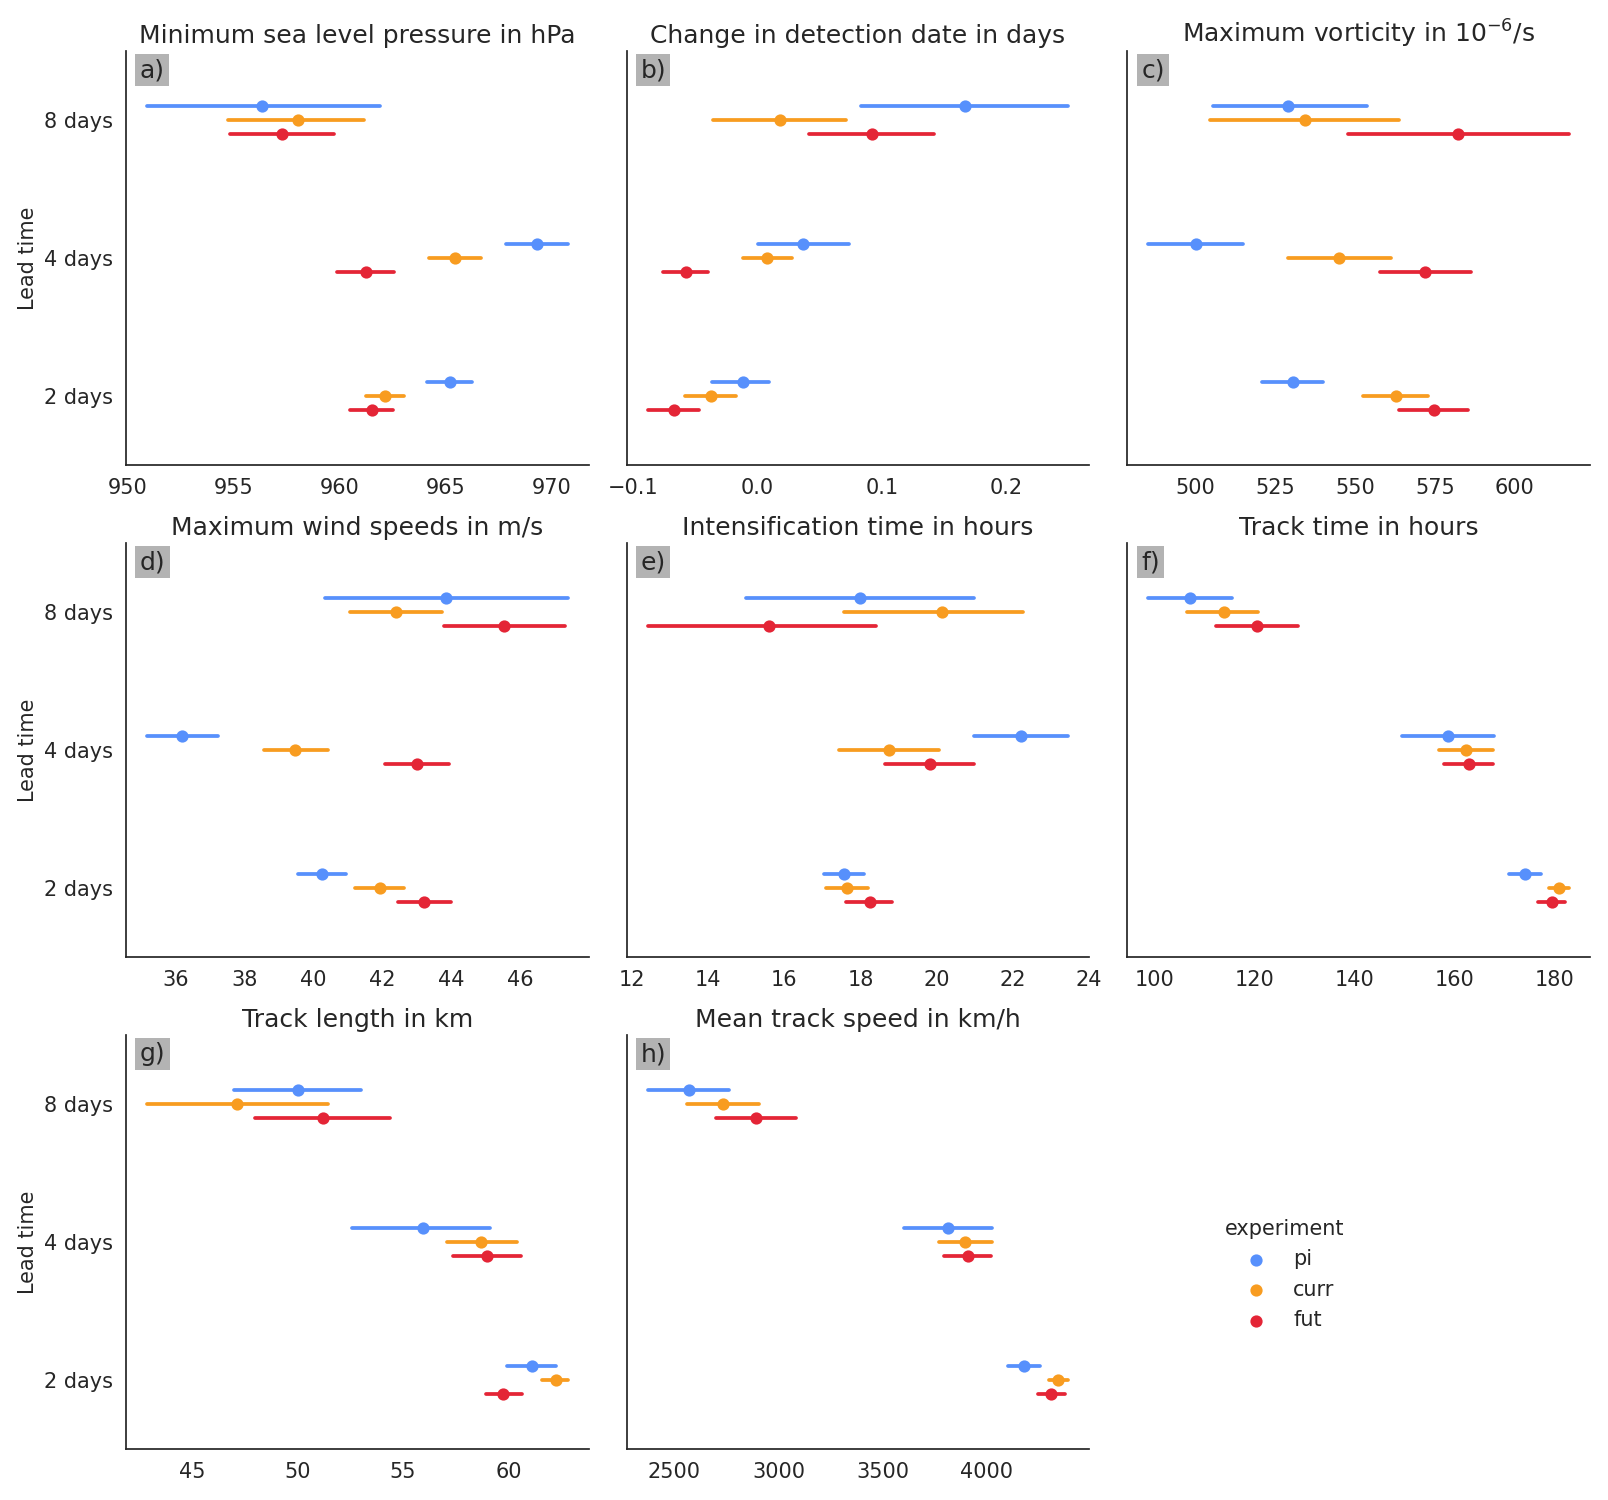 Minimum sea level pressure in hPa
Change in detection date in days
Maximum vorticity in 10⁻⁶/s
a)
b)
c)
8 days
4 days
2 days
Lead time
950 955 960 965 970
−0.1 0.0 0.1 0.2
500 525 550 575 600
Maximum wind speeds in m/s
Intensification time in hours
Track time in hours
d)
e)
f)
8 days
4 days
2 days
Lead time
36 38 40 42 44 46
12 14 16 18 20 22 24
100 120 140 160 180
Track length in km
Mean track speed in km/h
g)
h)
8 days
4 days
2 days
Lead time
45 50 55 60
2500 3000 3500 4000
experiment
pi
curr
fut